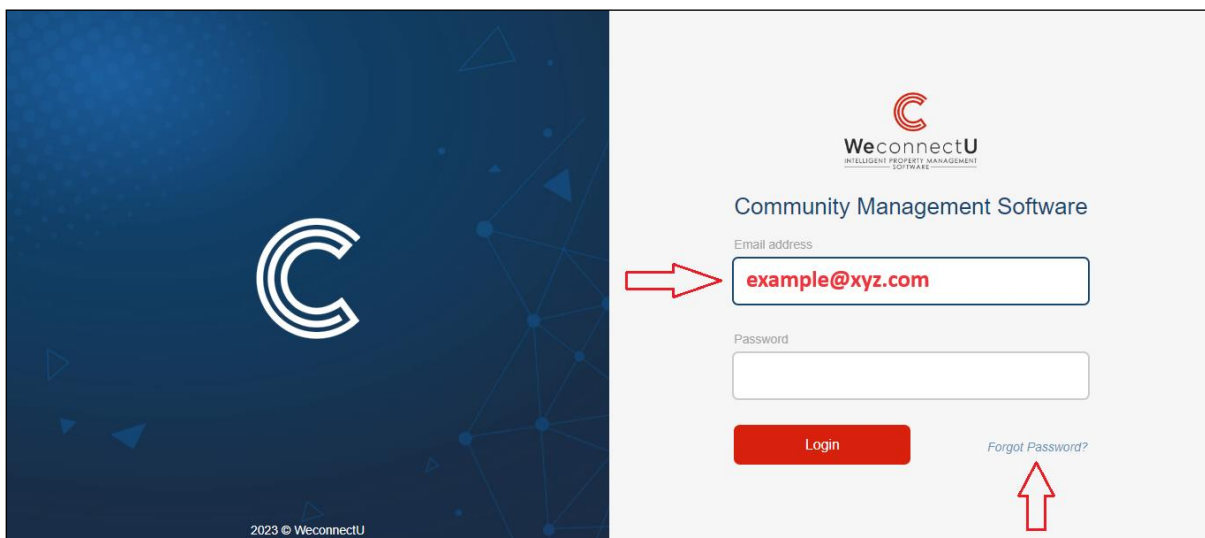 2023 © WeconnectU
WeconnectU
INTELLIGENT PROPERTY MANAGEMENT
SOFTWARE
Community Management Software
Email address
example@xyz.com
Password
Login
Forgot Password?